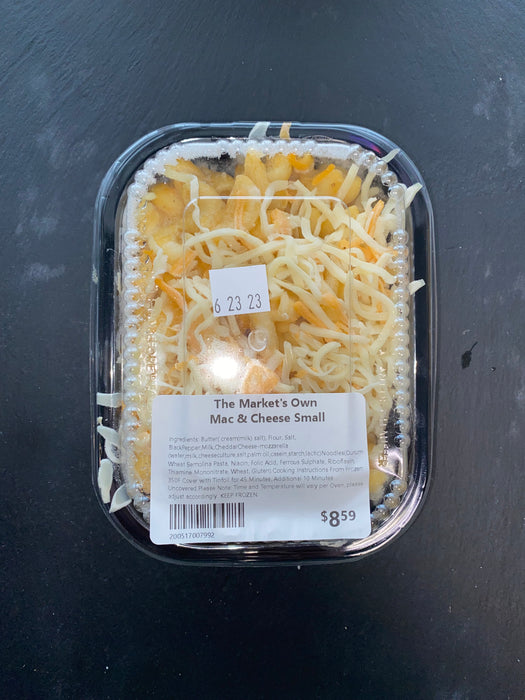 6 23 23
The Market's Own
Mac & Cheese Small
Ingredients: Butter( cream(milk) salt), Flour, Salt,
BlackPepper,Milk,CheddarCheese-mozzarella
(water,milk,cheeseculture,salt,palm oil,casein,starch,lactic)Noodles:Durum
Wheat Semolina Pasta, Niacin, Folic Acid, Ferrous Sulphate, Riboflavin,
Thiamine Mononitrate, Wheat, (Gluten) Cooking Instructions From Frozen
350F Cover with Tinfoil for 45 Minutes. Additional 10 Minutes
Uncovered.Please Note: Time and Temperature will vary per Oven, please
adjust accordingly. KEEP FROZEN.
200517007992
$8.59